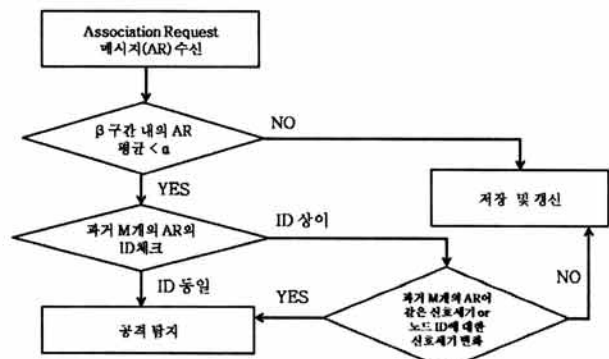 Association Request
메시지(AR) 수신
β 구간 내의 AR
평균 < α
NO
YES
저장 및 갱신
과거 M개의 AR의
ID체크
ID 상이
NO
ID 동일
YES
과거 M개의 AR이
같은 신호세기 or
노드 ID에 대한
신호세기 변화
공격 탐지